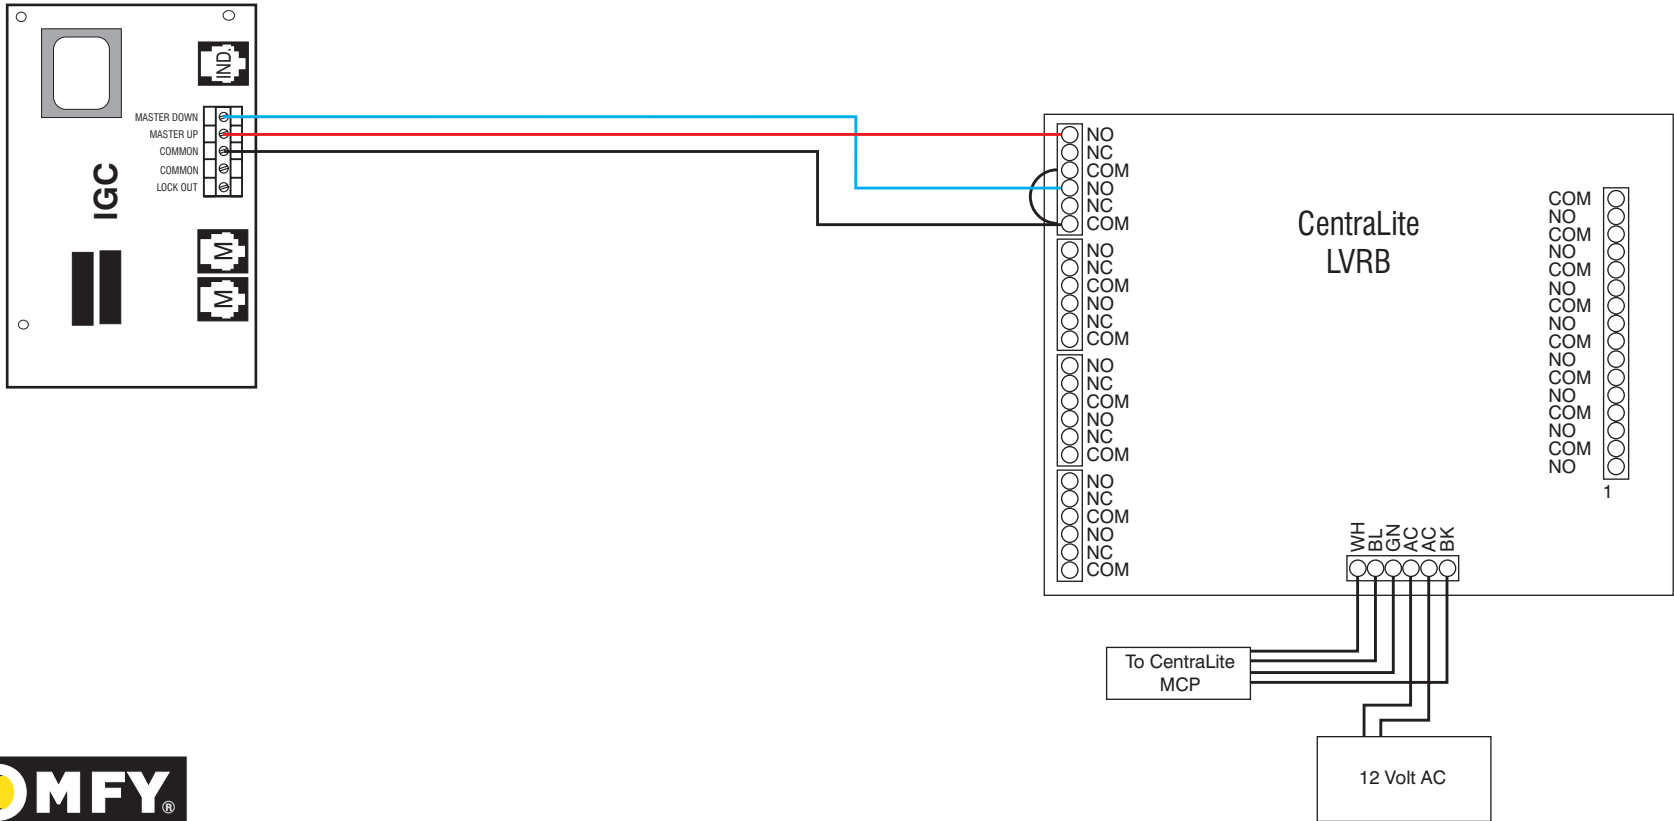 IND.
MASTER DOWN
MASTER UP
COMMON
COMMON
LOCK OUT
IGC
M
M
NO
NC
COM
NO
NC
COM
NO
NC
COM
NO
NC
COM
NO
NC
COM
NO
NC
COM
NO
NC
COM
NO
NC
COM
CentraLite
LVRB
COM
NO
COM
NO
COM
NO
COM
NO
COM
NO
COM
NO
COM
NO
COM
NO
1
WH
BL
GN
AC
AC
BK
To CentraLite
MCP
12 Volt AC
OMFY®